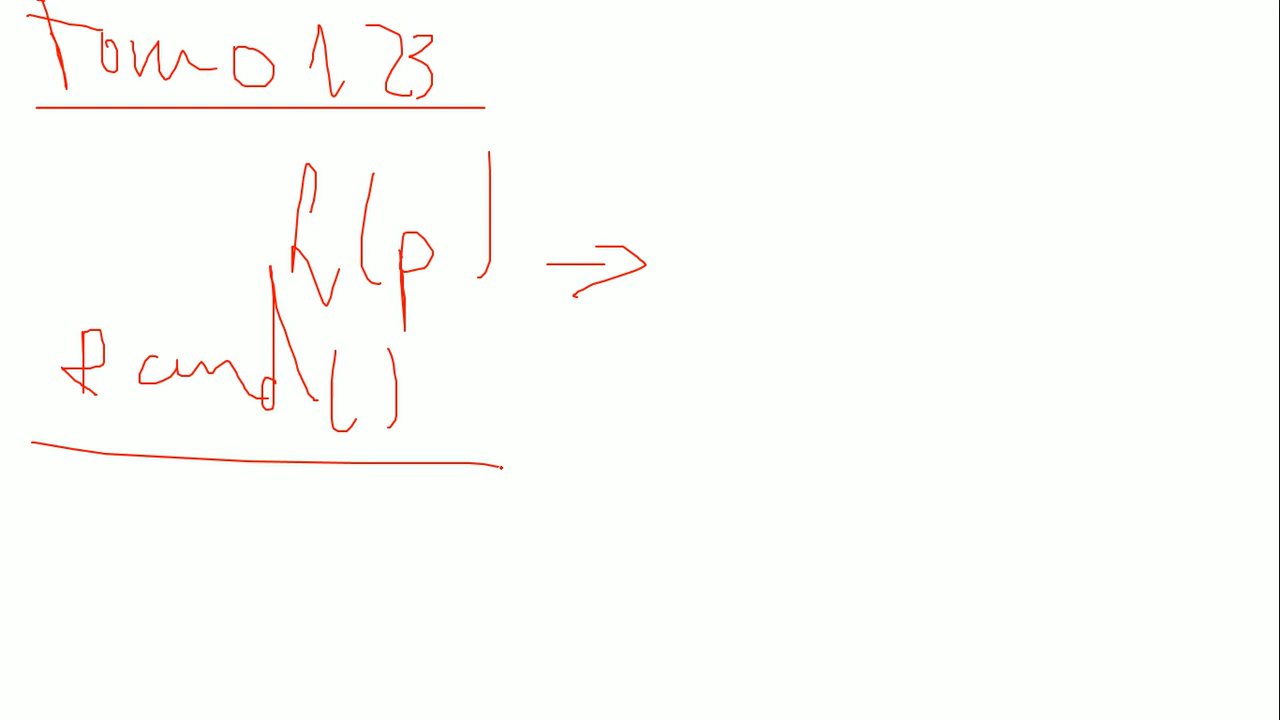 Tomo 123
h(p) →
Rand()